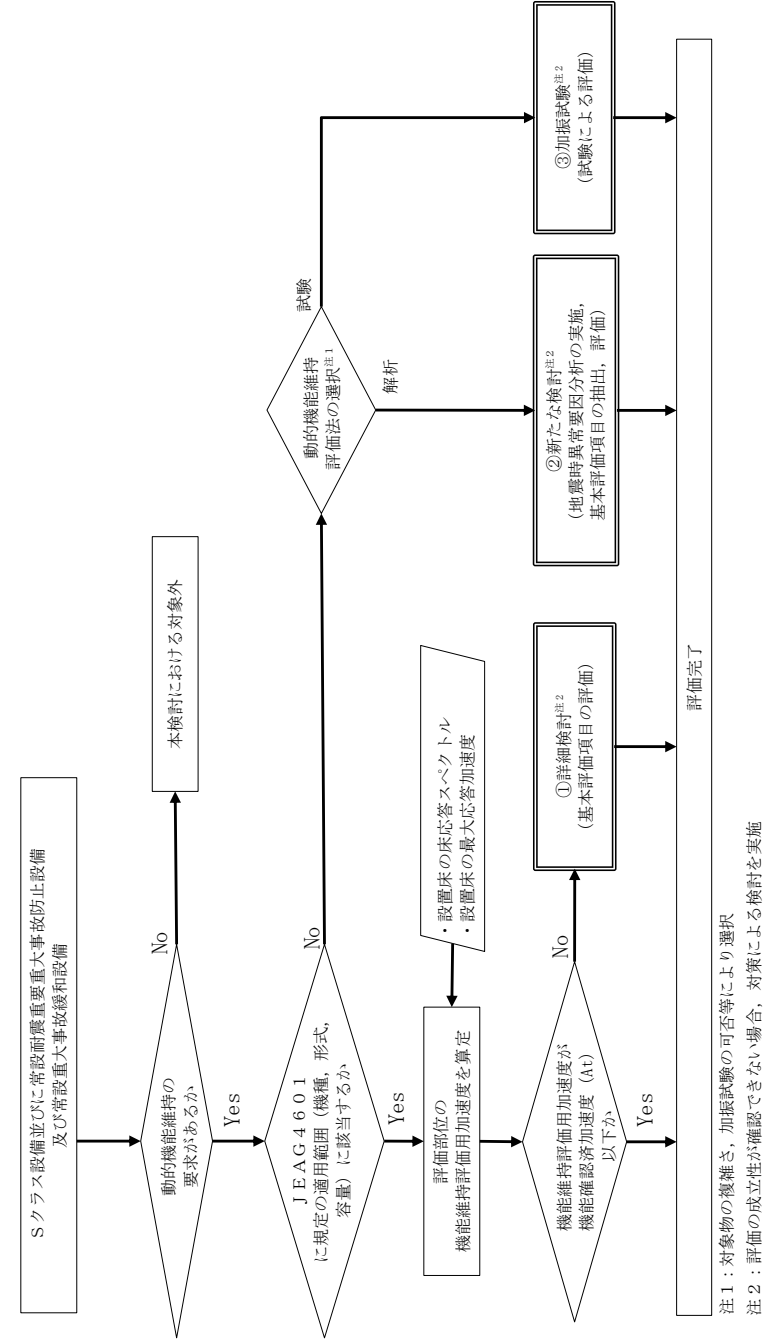 Sクラス設備並びに常設耐震重要重大事故防止設備
及び常設重大事故緩和設備
動的機能維持の
要求があるか
No
本検討における対象外
Yes
JEAG4601
に規定の適用範囲（機種，形式，
容量）に該当するか
No
動的機能維持
評価法の選択注1
試験
解析
Yes
評価部位の
機能維持評価用加速度を算定
・設置床の床応答スペクトル
・設置床の最大応答加速度
機能維持評価用加速度が
機能確認済加速度（At）
以下か
No
Yes
①詳細検討注2
(基本評価項目の評価)
②新たな検討注2
(地震時異常要因分析の実施，
基本評価項目の抽出，評価)
③加振試験注2
(試験による評価)
評価完了
注1：対象物の複雑さ，加振試験の可否等により選択
注2：評価の成立性が確認できない場合，対策による検討を実施